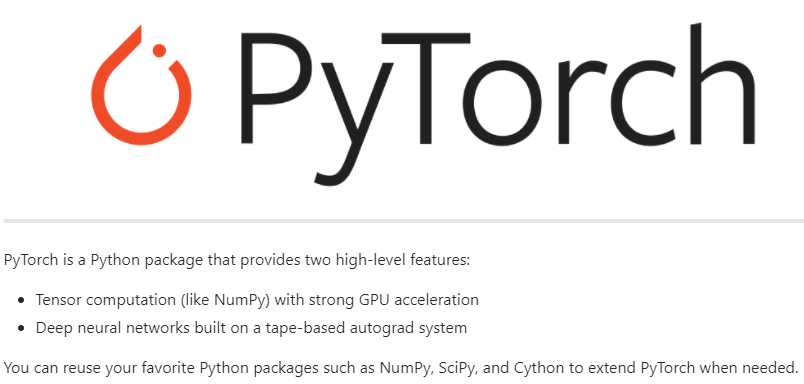 PyTorch
PyTorch is a Python package that provides two high-level features:
Tensor computation (like NumPy) with strong GPU acceleration
Deep neural networks built on a tape-based autograd system
You can reuse your favorite Python packages such as NumPy, SciPy, and Cython to extend PyTorch when needed.